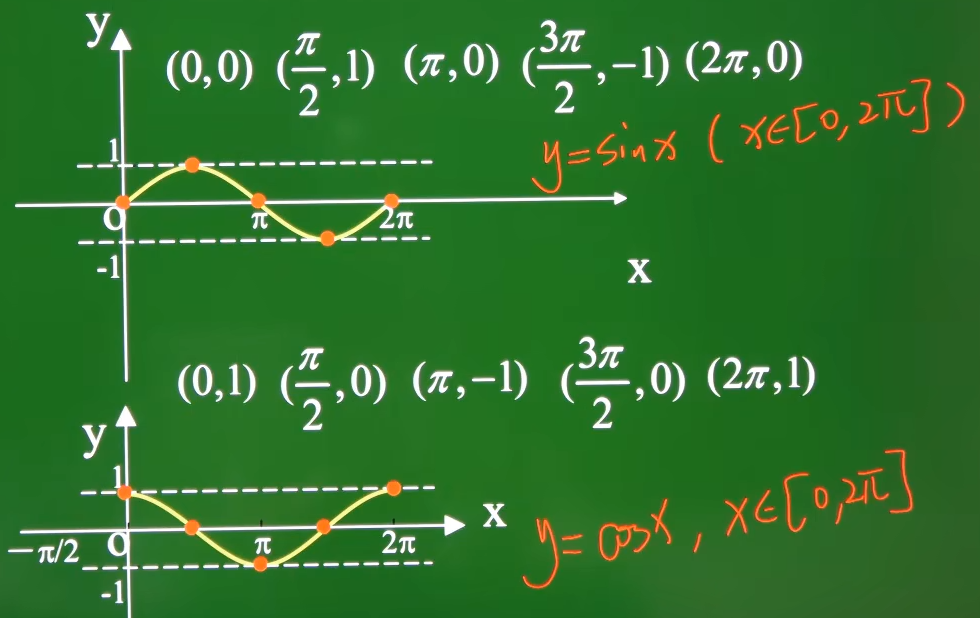 y (0,0) (π/2,1) (π,0) (3π/2,-1) (2π,0)
y=sinx ( x∈[0,2π] )
1
O π 2π
-1
x
(0,1) (π/2,0) (π,-1) (3π/2,0) (2π,1)
y
1
x
y=cosx, x∈[0,2π]
-π/2 O π 2π
-1